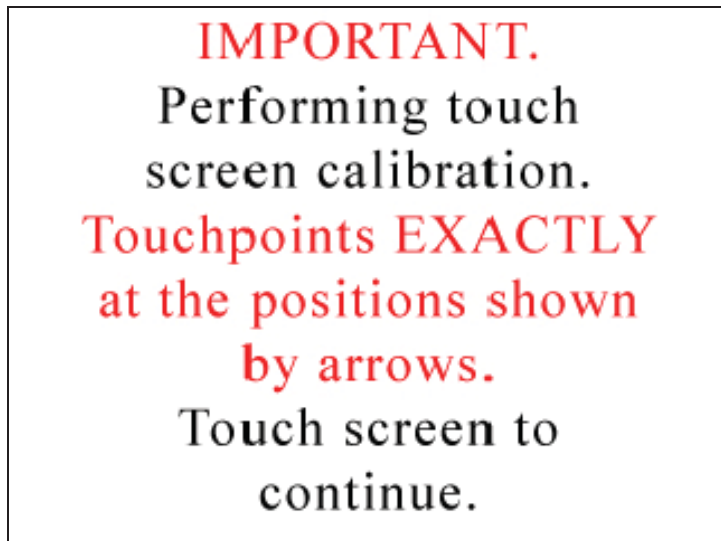 IMPORTANT.
Performing touch
screen calibration.
Touchpoints EXACTLY
at the positions shown
by arrows.
Touch screen to
continue.